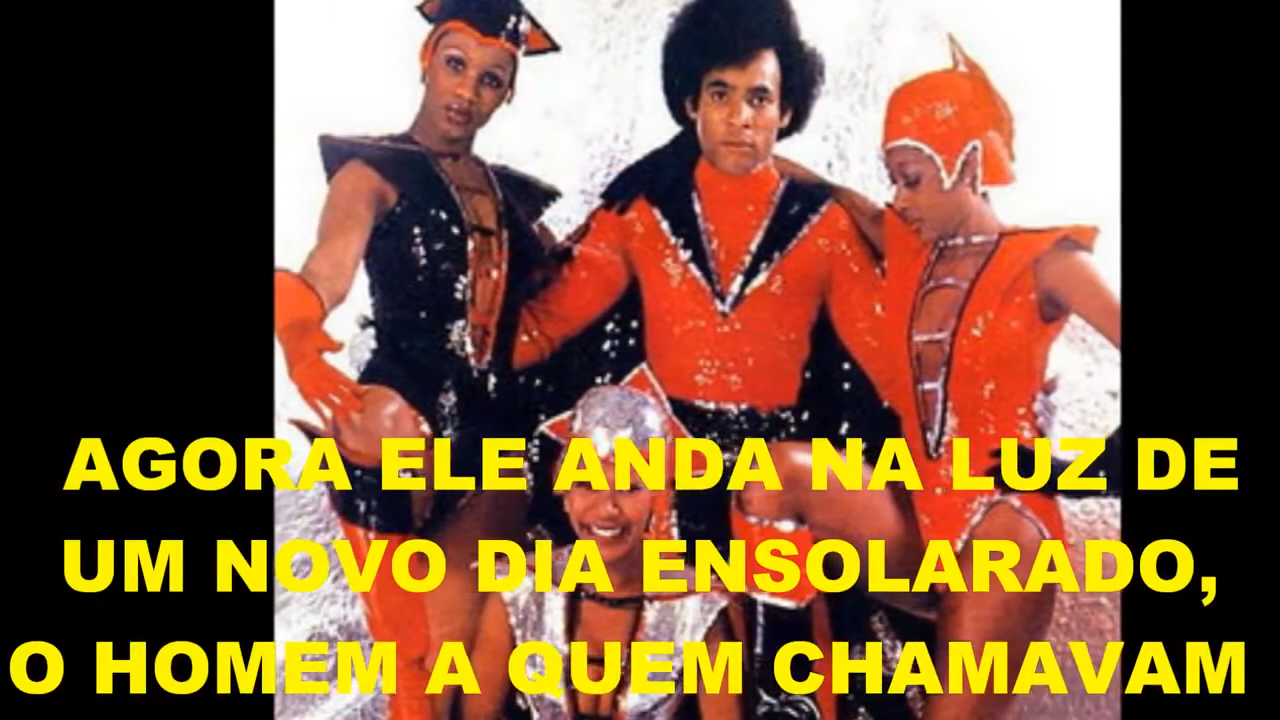 AGORA ELE ANDA NA LUZ DE
UM NOVO DIA ENSOLARADO,
O HOMEM A QUEM CHAMAVAM